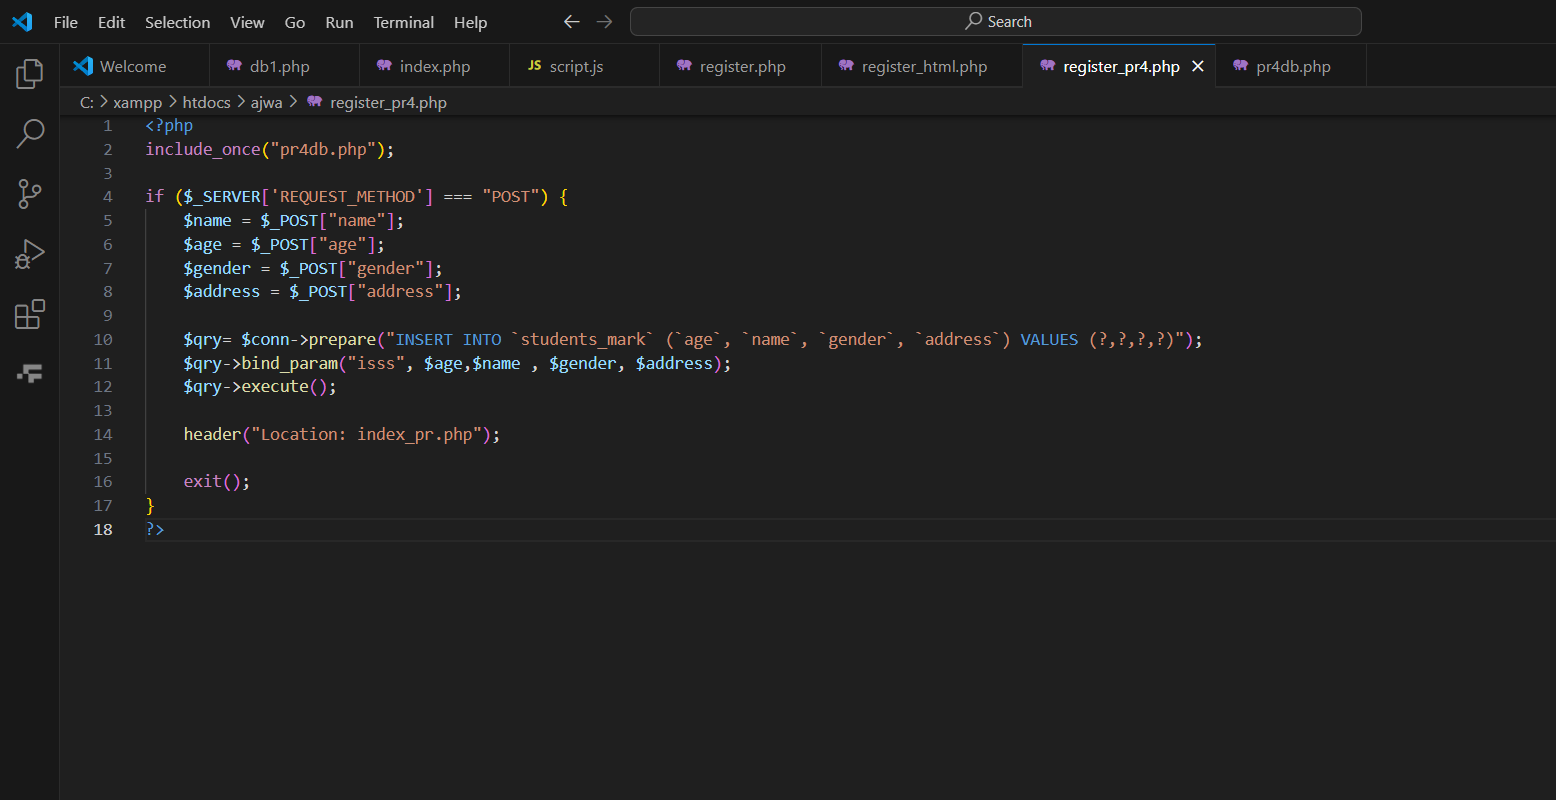 File Edit Selection View Go Run Terminal Help Search
Welcome db1.php index.php JS script.js register.php register_html.php register_pr4.php pr4db.php
C: > xampp > htdocs > ajwa > register_pr4.php
1 <?php
2 include_once("pr4db.php");
3
4 if ($_SERVER['REQUEST_METHOD'] === "POST") {
5     $name = $_POST["name"];
6     $age = $_POST["age"];
7     $gender = $_POST["gender"];
8     $address = $_POST["address"];
9
10     $qry= $conn->prepare("INSERT INTO `students_mark` (`age`, `name`, `gender`, `address`) VALUES (?,?,?,?)");
11     $qry->bind_param("isss", $age,$name , $gender, $address);
12     $qry->execute();
13
14     header("Location: index_pr.php");
15
16     exit();
17 }
18 ?>